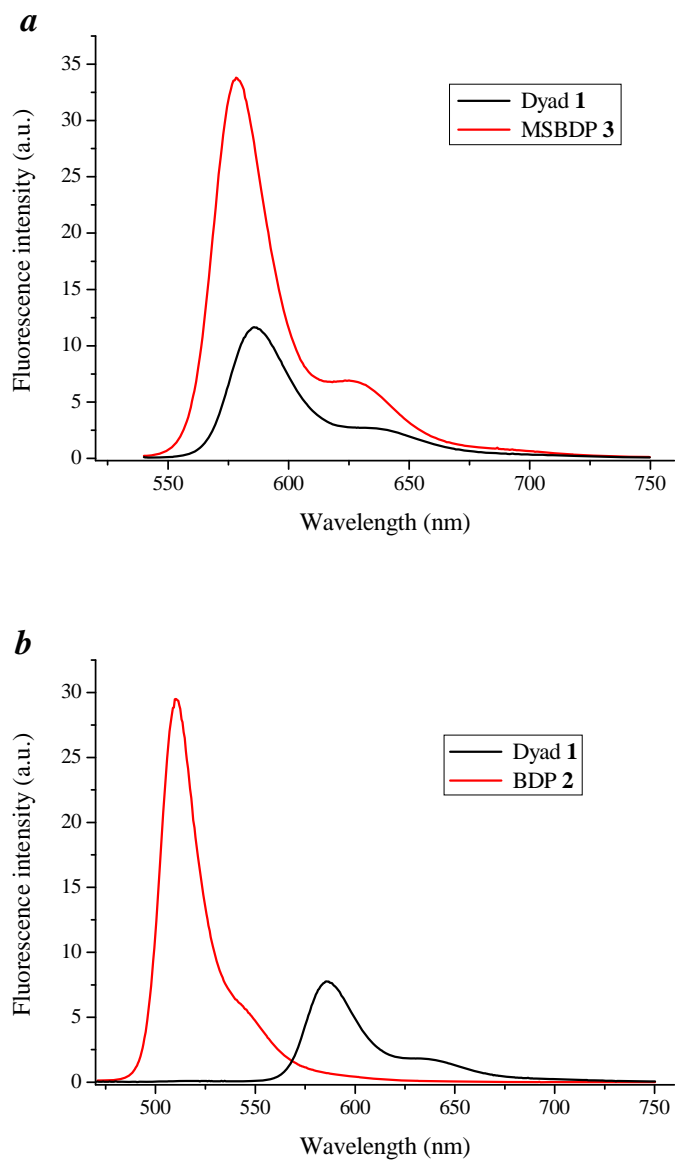 a
35
30
25
20
15
10
5
0
Fluorescence intensity (a.u.)
Dyad 1
MSBDP 3
550 600 650 700 750
Wavelength (nm)
b
30
25
20
15
10
5
0
Fluorescence intensity (a.u.)
Dyad 1
BDP 2
500 550 600 650 700 750
Wavelength (nm)